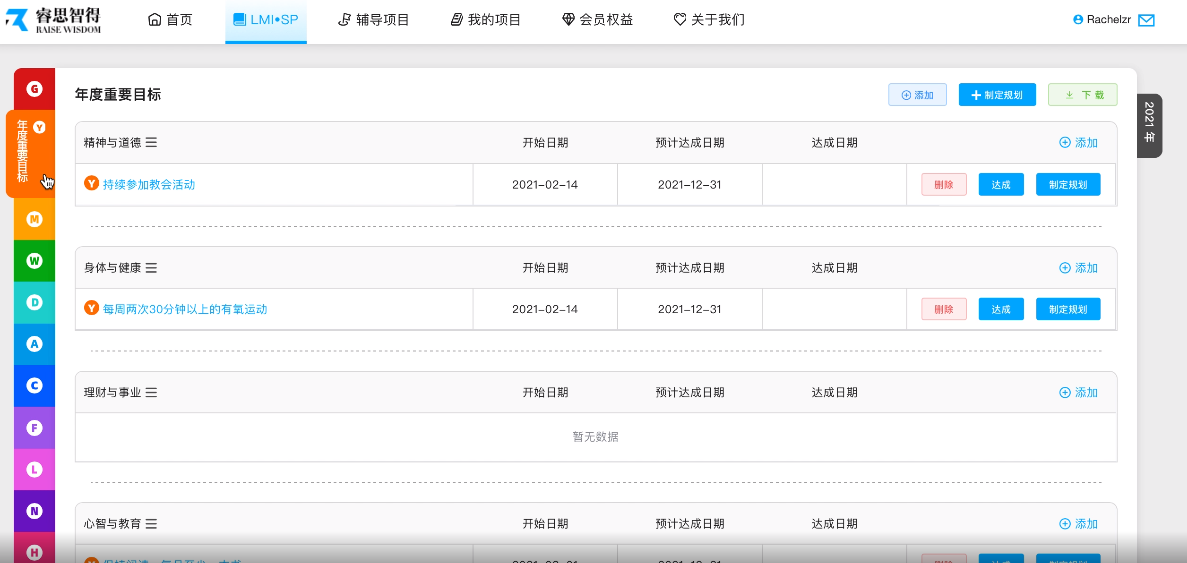 睿思智得
RAISE WISDOM
首页
LMI•SP
辅导项目
我的项目
会员权益
关于我们
Rachelzr
G
Y
年度重要目标
M
W
D
A
C
F
L
N
H
年度重要目标
添加
制定规划
下 载
2021 年
精神与道德 开始日期 预计达成日期 达成日期 添加
Y 持续参加教会活动 2021-02-14 2021-12-31 删除 达成 制定规划
身体与健康 开始日期 预计达成日期 达成日期 添加
Y 每周两次30分钟以上的有氧运动 2021-02-14 2021-12-31 删除 达成 制定规划
理财与事业 开始日期 预计达成日期 达成日期 添加
暂无数据
心智与教育 开始日期 预计达成日期 达成日期 添加